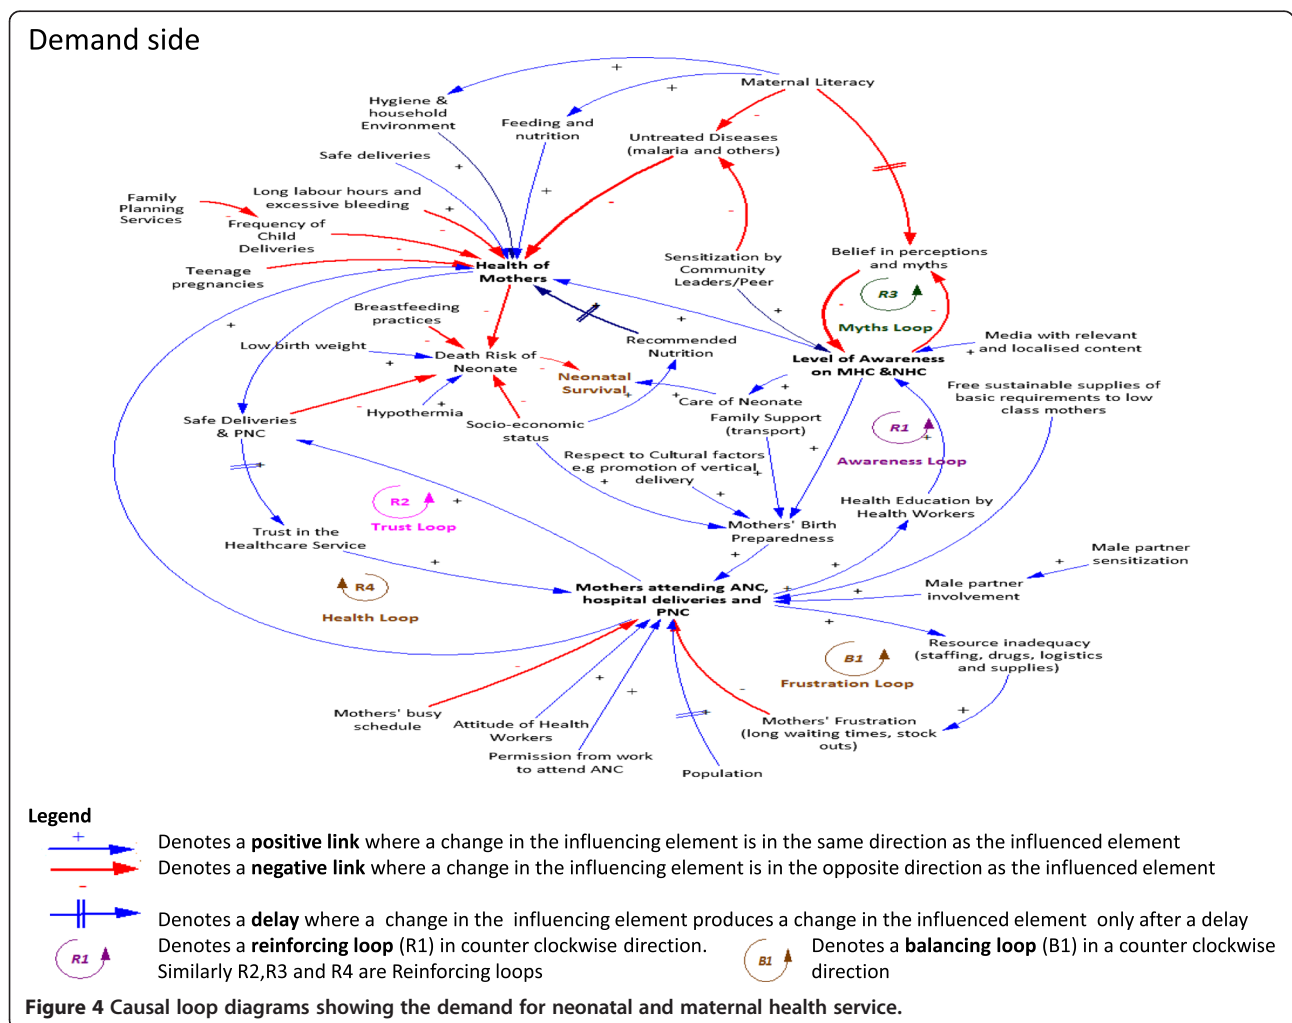 Demand side
Maternal Literacy
+
+
-
Hygiene &
household
Environment
Feeding and
nutrition
Untreated Diseases
(malaria and others)
Safe deliveries
+
+
-
-
Long labour hours and
excessive bleeding
+
-
Family
Planning
Services
-
Frequency of
Child
Deliveries
-
Teenage
pregnancies
-
Health of
Mothers
Sensitization by
Community
Leaders/Peer
Belief in perceptions
and myths
R3
-
-
Myths Loop
+
+
+
+
Breastfeeding
practices
-
-
Recommended
Nutrition
Media with relevant
and localised content
+
Low birth weight
+
Death Risk of
Neonate
-
Neonatal
Survival
Level of Awareness
on MHC &NHC
Free sustainable supplies of
basic requirements to low
class mothers
+
+
+
Care of Neonate
Family Support
(transport)
-
-
+
Hypothermia
Safe Deliveries
& PNC
Socio-economic
status
R1
+
Awareness Loop
Respect to Cultural factors
e.g promotion of vertical
delivery
+
+
+
+
R2
Trust Loop
+
Health Education by
Health Workers
Mothers' Birth
Preparedness
+
+
Trust in the
Healthcare Service
+
Male partner
sensitization
+
Male partner
involvement
+
+
Mothers attending ANC,
hospital deliveries and
PNC
R4
Health Loop
+
Resource inadequacy
(staffing, drugs, logistics
and supplies)
B1
Frustration Loop
-
+
+
-
+
+
Mothers' busy
schedule
Attitude of Health
Workers
Mothers' Frustration
(long waiting times, stock
outs)
Permission from work
to attend ANC
Population
Legend
+
Denotes a positive link where a change in the influencing element is in the same direction as the influenced element
Denotes a negative link where a change in the influencing element is in the opposite direction as the influenced element
-
Denotes a delay where a change in the influencing element produces a change in the influenced element only after a delay
R1
Denotes a reinforcing loop (R1) in counter clockwise direction.
Similarly R2,R3 and R4 are Reinforcing loops
B1
Denotes a balancing loop (B1) in a counter clockwise
direction
Figure 4 Causal loop diagrams showing the demand for neonatal and maternal health service.